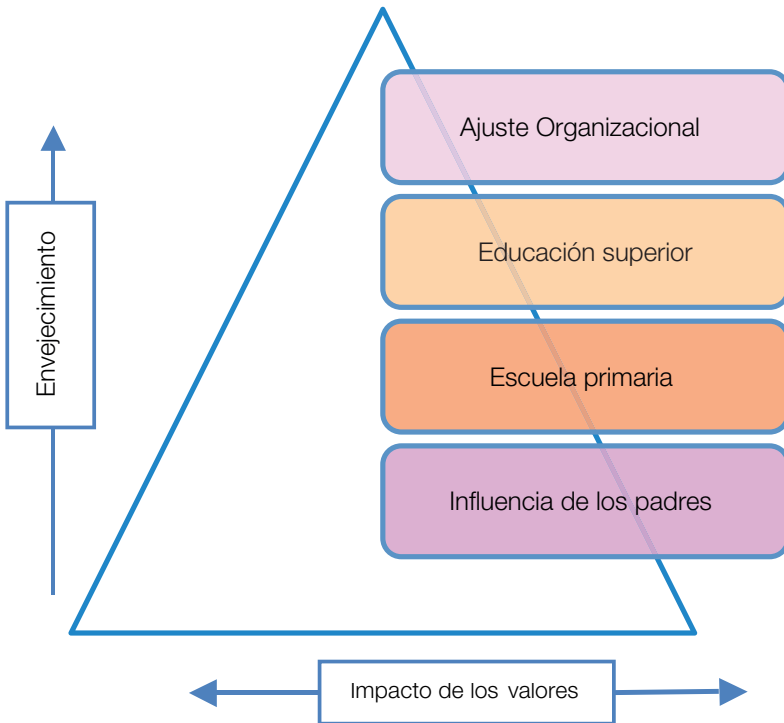 Ajuste Organizacional
Educación superior
Envejecimiento
Escuela primaria
Influencia de los padres
Impacto de los valores